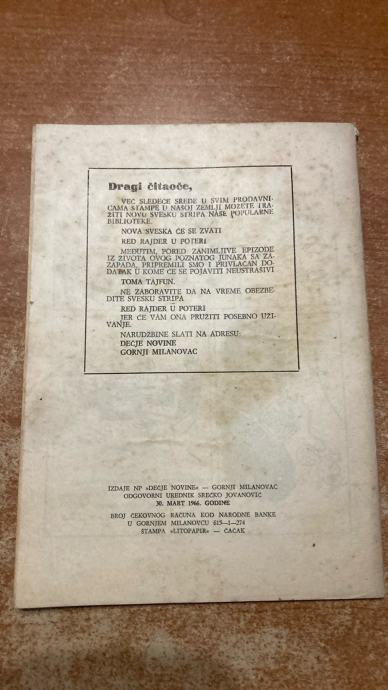 Dragi čitaoče,
VEĆ SLEDEĆE SREDE U SVIM PRODAVNI-
CAMA ŠTAMPE U NAŠOJ ZEMLJI MOŽETE TRA-
ŽITI NOVU SVESKU STRIPA NAŠE POPULARNE
BIBLIOTEKE.
NOVA SVESKA ĆE SE ZVATI
RED RAJDER U POTERI
MEĐUTIM, PORED ZANIMLJIVE EPIZODE
IZ ŽIVOTA OVOG POZNATOG JUNAKA SA ZA-
ZAPADA, PRIPREMILI SMO I PRIVLAČAN DO-
DATAK U KOME ĆE SE POJAVITI NEUSTRAŠIVI
TOMA TAJFUN.
NE ZABORAVITE DA NA VREME OBEZBE-
DITE SVESKU STRIPA
RED RAJDER U POTERI
JER ĆE VAM ONA PRUŽITI POSEBNO UŽI-
VANJE.
NARUDŽBINE SLATI NA ADRESU:
DEČJE NOVINE
GORNJI MILANOVAC
IZDAJE NP »DEČJE NOVINE« — GORNJI MILANOVAC
ODGOVORNI UREDNIK SREĆKO JOVANOVIĆ
30. MART 1966. GODINE
BROJ ČEKOVNOG RAČUNA KOD NARODNE BANKE
U GORNJEM MILANOVCU 615—1—274
ŠTAMPA »LITOPAPIR« — ČAČAK